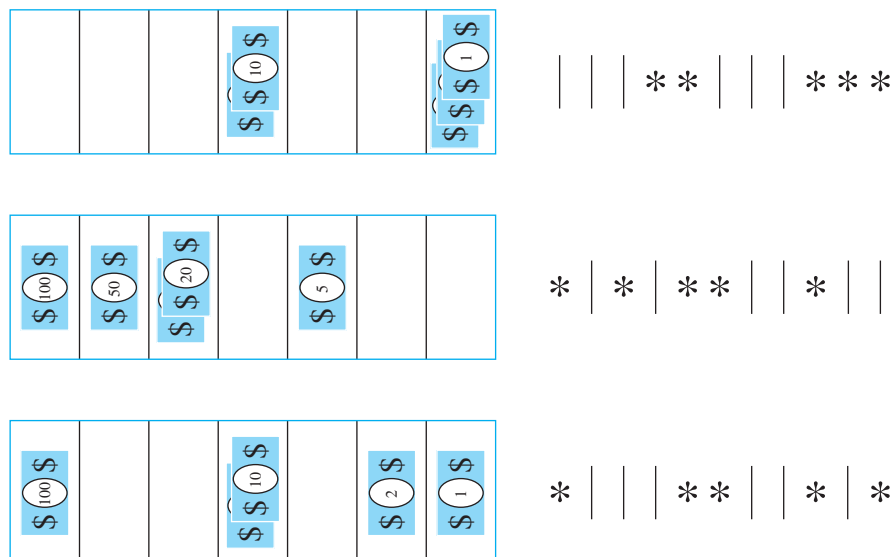 $ 10 $
$
$ 1 $
$
$
| | | * * | | | * * *
$ 100 $
$ 50 $
$ 20 $
$
$ 5 $
* | * | * * | | * | |
$ 100 $
$ 10 $
$
$ 2 $
$ 1 $
* | | | * * | | * | *